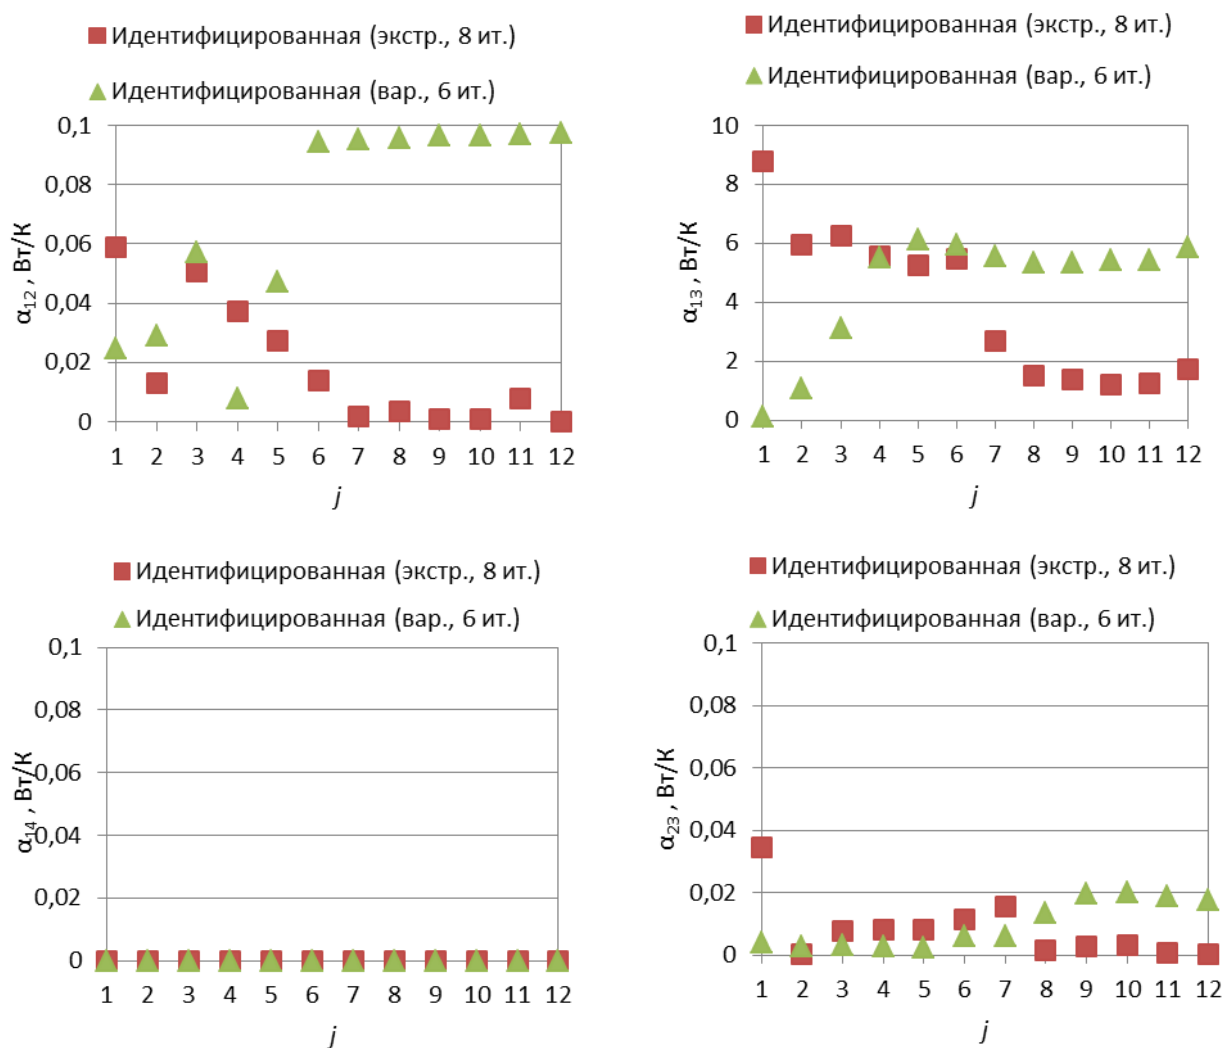 Идентифицированная (экстр., 8 ит.)
Идентифицированная (вар., 6 ит.)
0,1
0,08
0,06
0,04
0,02
0
α12 , Вт/К
1 2 3 4 5 6 7 8 9 10 11 12
j
Идентифицированная (экстр., 8 ит.)
Идентифицированная (вар., 6 ит.)
10
8
6
4
2
0
α13 , Вт/К
1 2 3 4 5 6 7 8 9 10 11 12
j
Идентифицированная (экстр., 8 ит.)
Идентифицированная (вар., 6 ит.)
0,1
0,08
0,06
0,04
0,02
0
α14 , Вт/К
1 2 3 4 5 6 7 8 9 10 11 12
j
Идентифицированная (экстр., 8 ит.)
Идентифицированная (вар., 6 ит.)
0,1
0,08
0,06
0,04
0,02
0
α23 , Вт/К
1 2 3 4 5 6 7 8 9 10 11 12
j